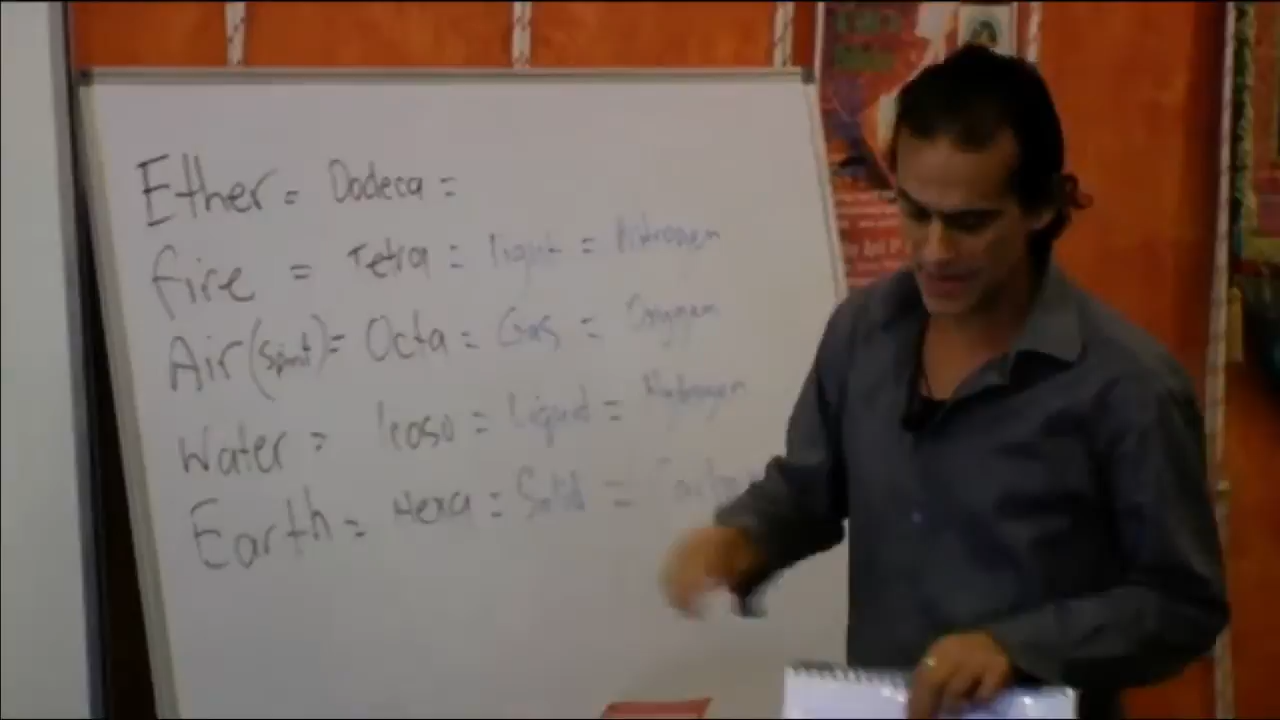 Ether = Dodeca =
fire = Tetra = light = Nitrogen
Air (spirit) = Octa = Gas = Oxygen
Water = Icoso = Liquid = Hydrogen
Earth = Hexa = Solid =